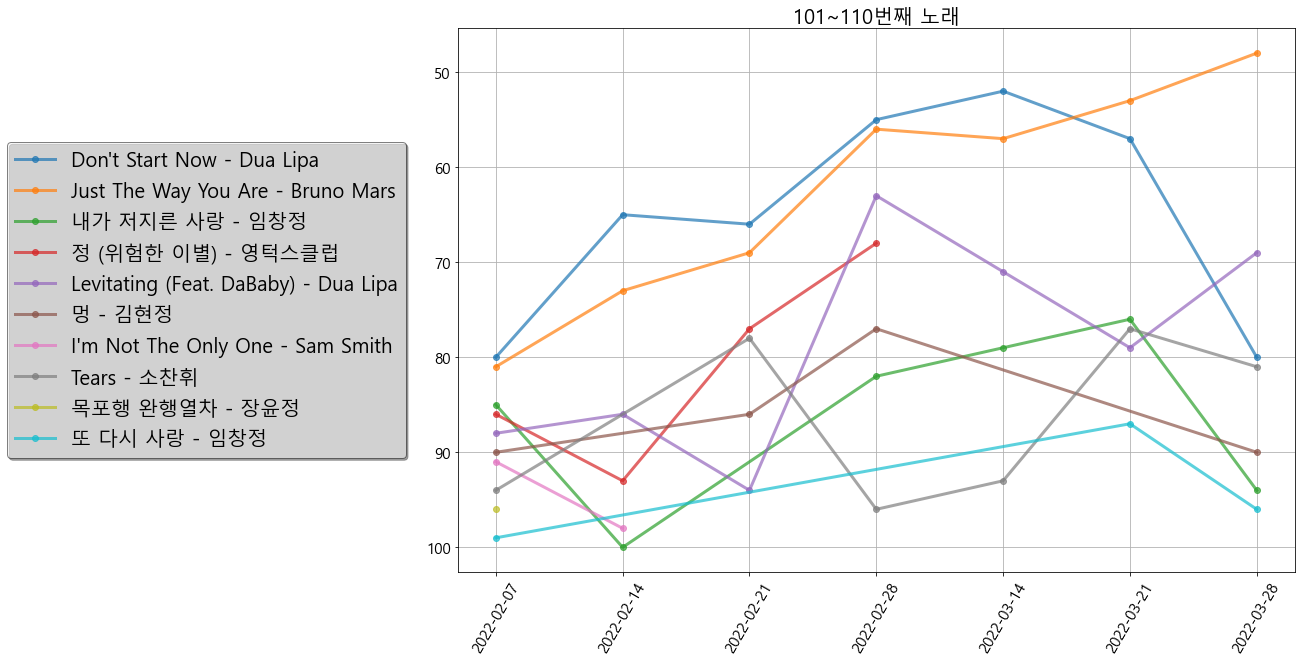 101~110번째 노래
Don't Start Now - Dua Lipa
Just The Way You Are - Bruno Mars
내가 저지른 사랑 - 임창정
정 (위험한 이별) - 영턱스클럽
Levitating (Feat. DaBaby) - Dua Lipa
멍 - 김현정
I'm Not The Only One - Sam Smith
Tears - 소찬휘
목포행 완행열차 - 장윤정
또 다시 사랑 - 임창정
50
60
70
80
90
100
2022-02-07
2022-02-14
2022-02-21
2022-02-28
2022-03-14
2022-03-21
2022-03-28